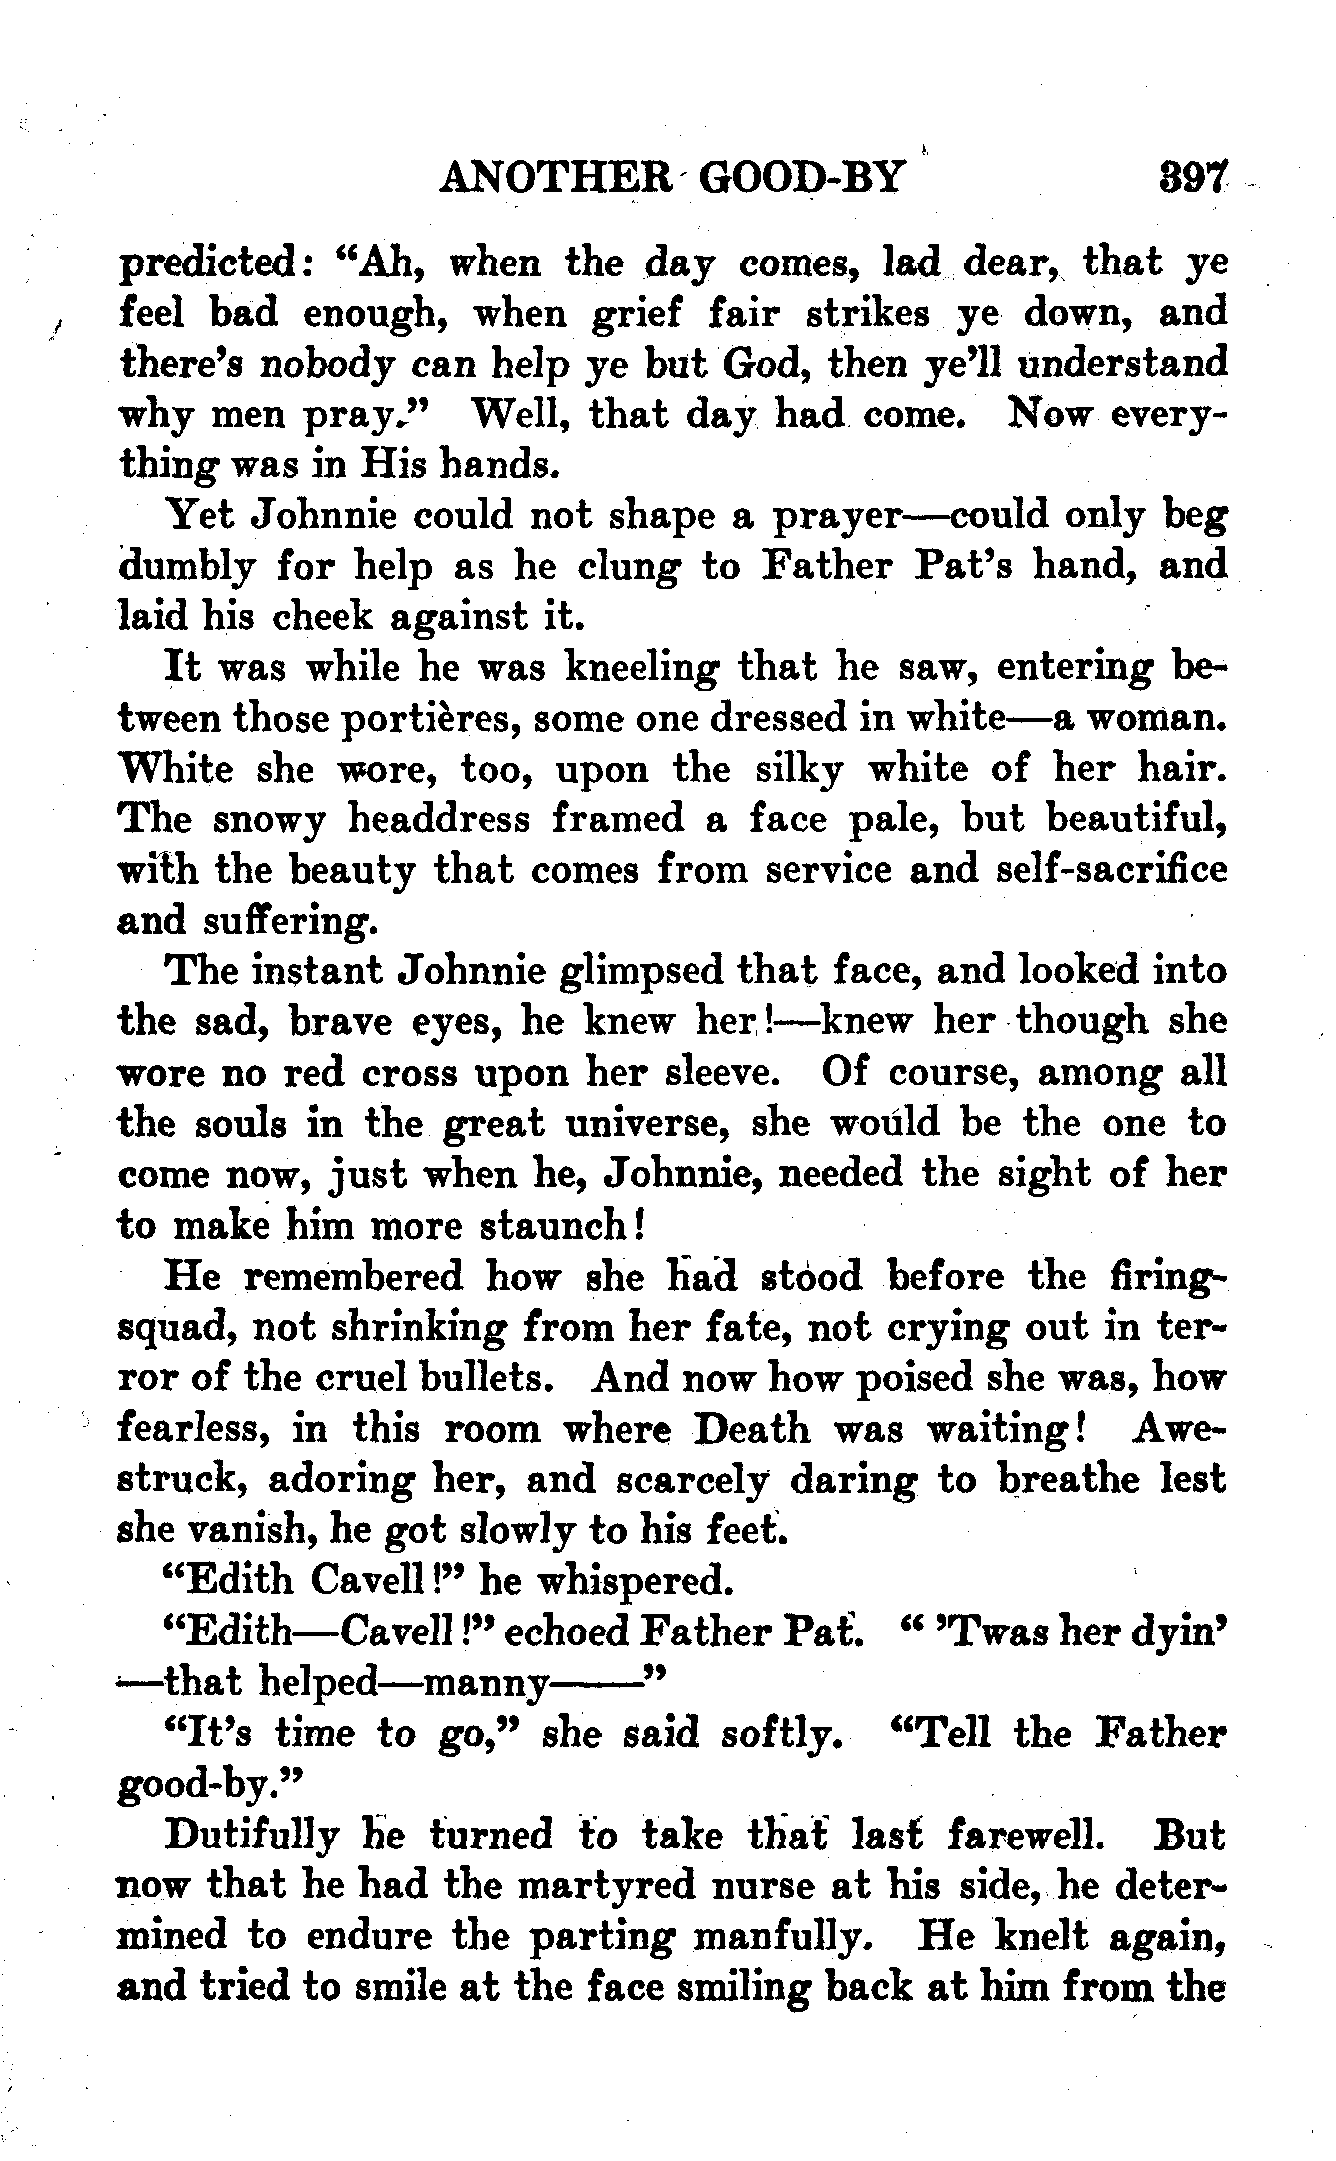 ANOTHER GOOD-BY 397
predicted: "Ah, when the day comes, lad dear, that ye
feel bad enough, when grief fair strikes ye down, and
there's nobody can help ye but God, then ye'll understand
why men pray." Well, that day had come. Now every-
thing was in His hands.
Yet Johnnie could not shape a prayer—could only beg
dumbly for help as he clung to Father Pat's hand, and
laid his cheek against it.
It was while he was kneeling that he saw, entering be-
tween those portières, some one dressed in white—a woman.
White she wore, too, upon the silky white of her hair.
The snowy headdress framed a face pale, but beautiful,
with the beauty that comes from service and self-sacrifice
and suffering.
The instant Johnnie glimpsed that face, and looked into
the sad, brave eyes, he knew her!—knew her though she
wore no red cross upon her sleeve. Of course, among all
the souls in the great universe, she would be the one to
come now, just when he, Johnnie, needed the sight of her
to make him more staunch!
He remembered how she had stood before the firing-
squad, not shrinking from her fate, not crying out in ter-
ror of the cruel bullets. And now how poised she was, how
fearless, in this room where Death was waiting! Awe-
struck, adoring her, and scarcely daring to breathe lest
she vanish, he got slowly to his feet.
"Edith Cavell!" he whispered.
"Edith—Cavell!" echoed Father Pat. " 'Twas her dyin'
—that helped—manny——"
"It's time to go," she said softly. "Tell the Father
good-by."
Dutifully he turned to take that last farewell. But
now that he had the martyred nurse at his side, he deter-
mined to endure the parting manfully. He knelt again,
and tried to smile at the face smiling back at him from the